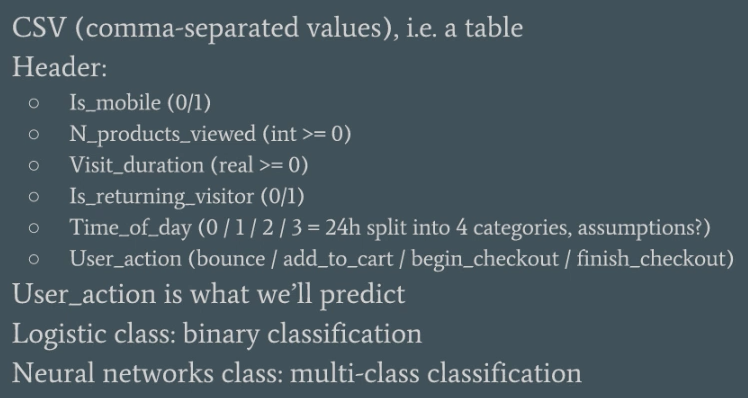 CSV (comma-separated values), i.e. a table
Header:
○ Is_mobile (0/1)
○ N_products_viewed (int >= 0)
○ Visit_duration (real >= 0)
○ Is_returning_visitor (0/1)
○ Time_of_day (0 / 1 / 2 / 3 = 24h split into 4 categories, assumptions?)
○ User_action (bounce / add_to_cart / begin_checkout / finish_checkout)
User_action is what we’ll predict
Logistic class: binary classification
Neural networks class: multi-class classification